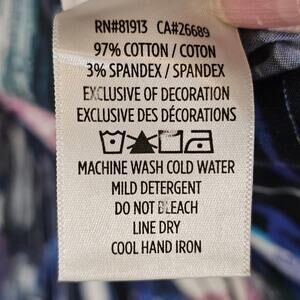 RN#81913 CA#26689
97% COTTON / COTON
3% SPANDEX / SPANDEX
EXCLUSIVE OF DECORATION
EXCLUSIVE DES DÉCORATIONS
MACHINE WASH COLD WATER
MILD DETERGENT
DO NOT BLEACH
LINE DRY
COOL HAND IRON